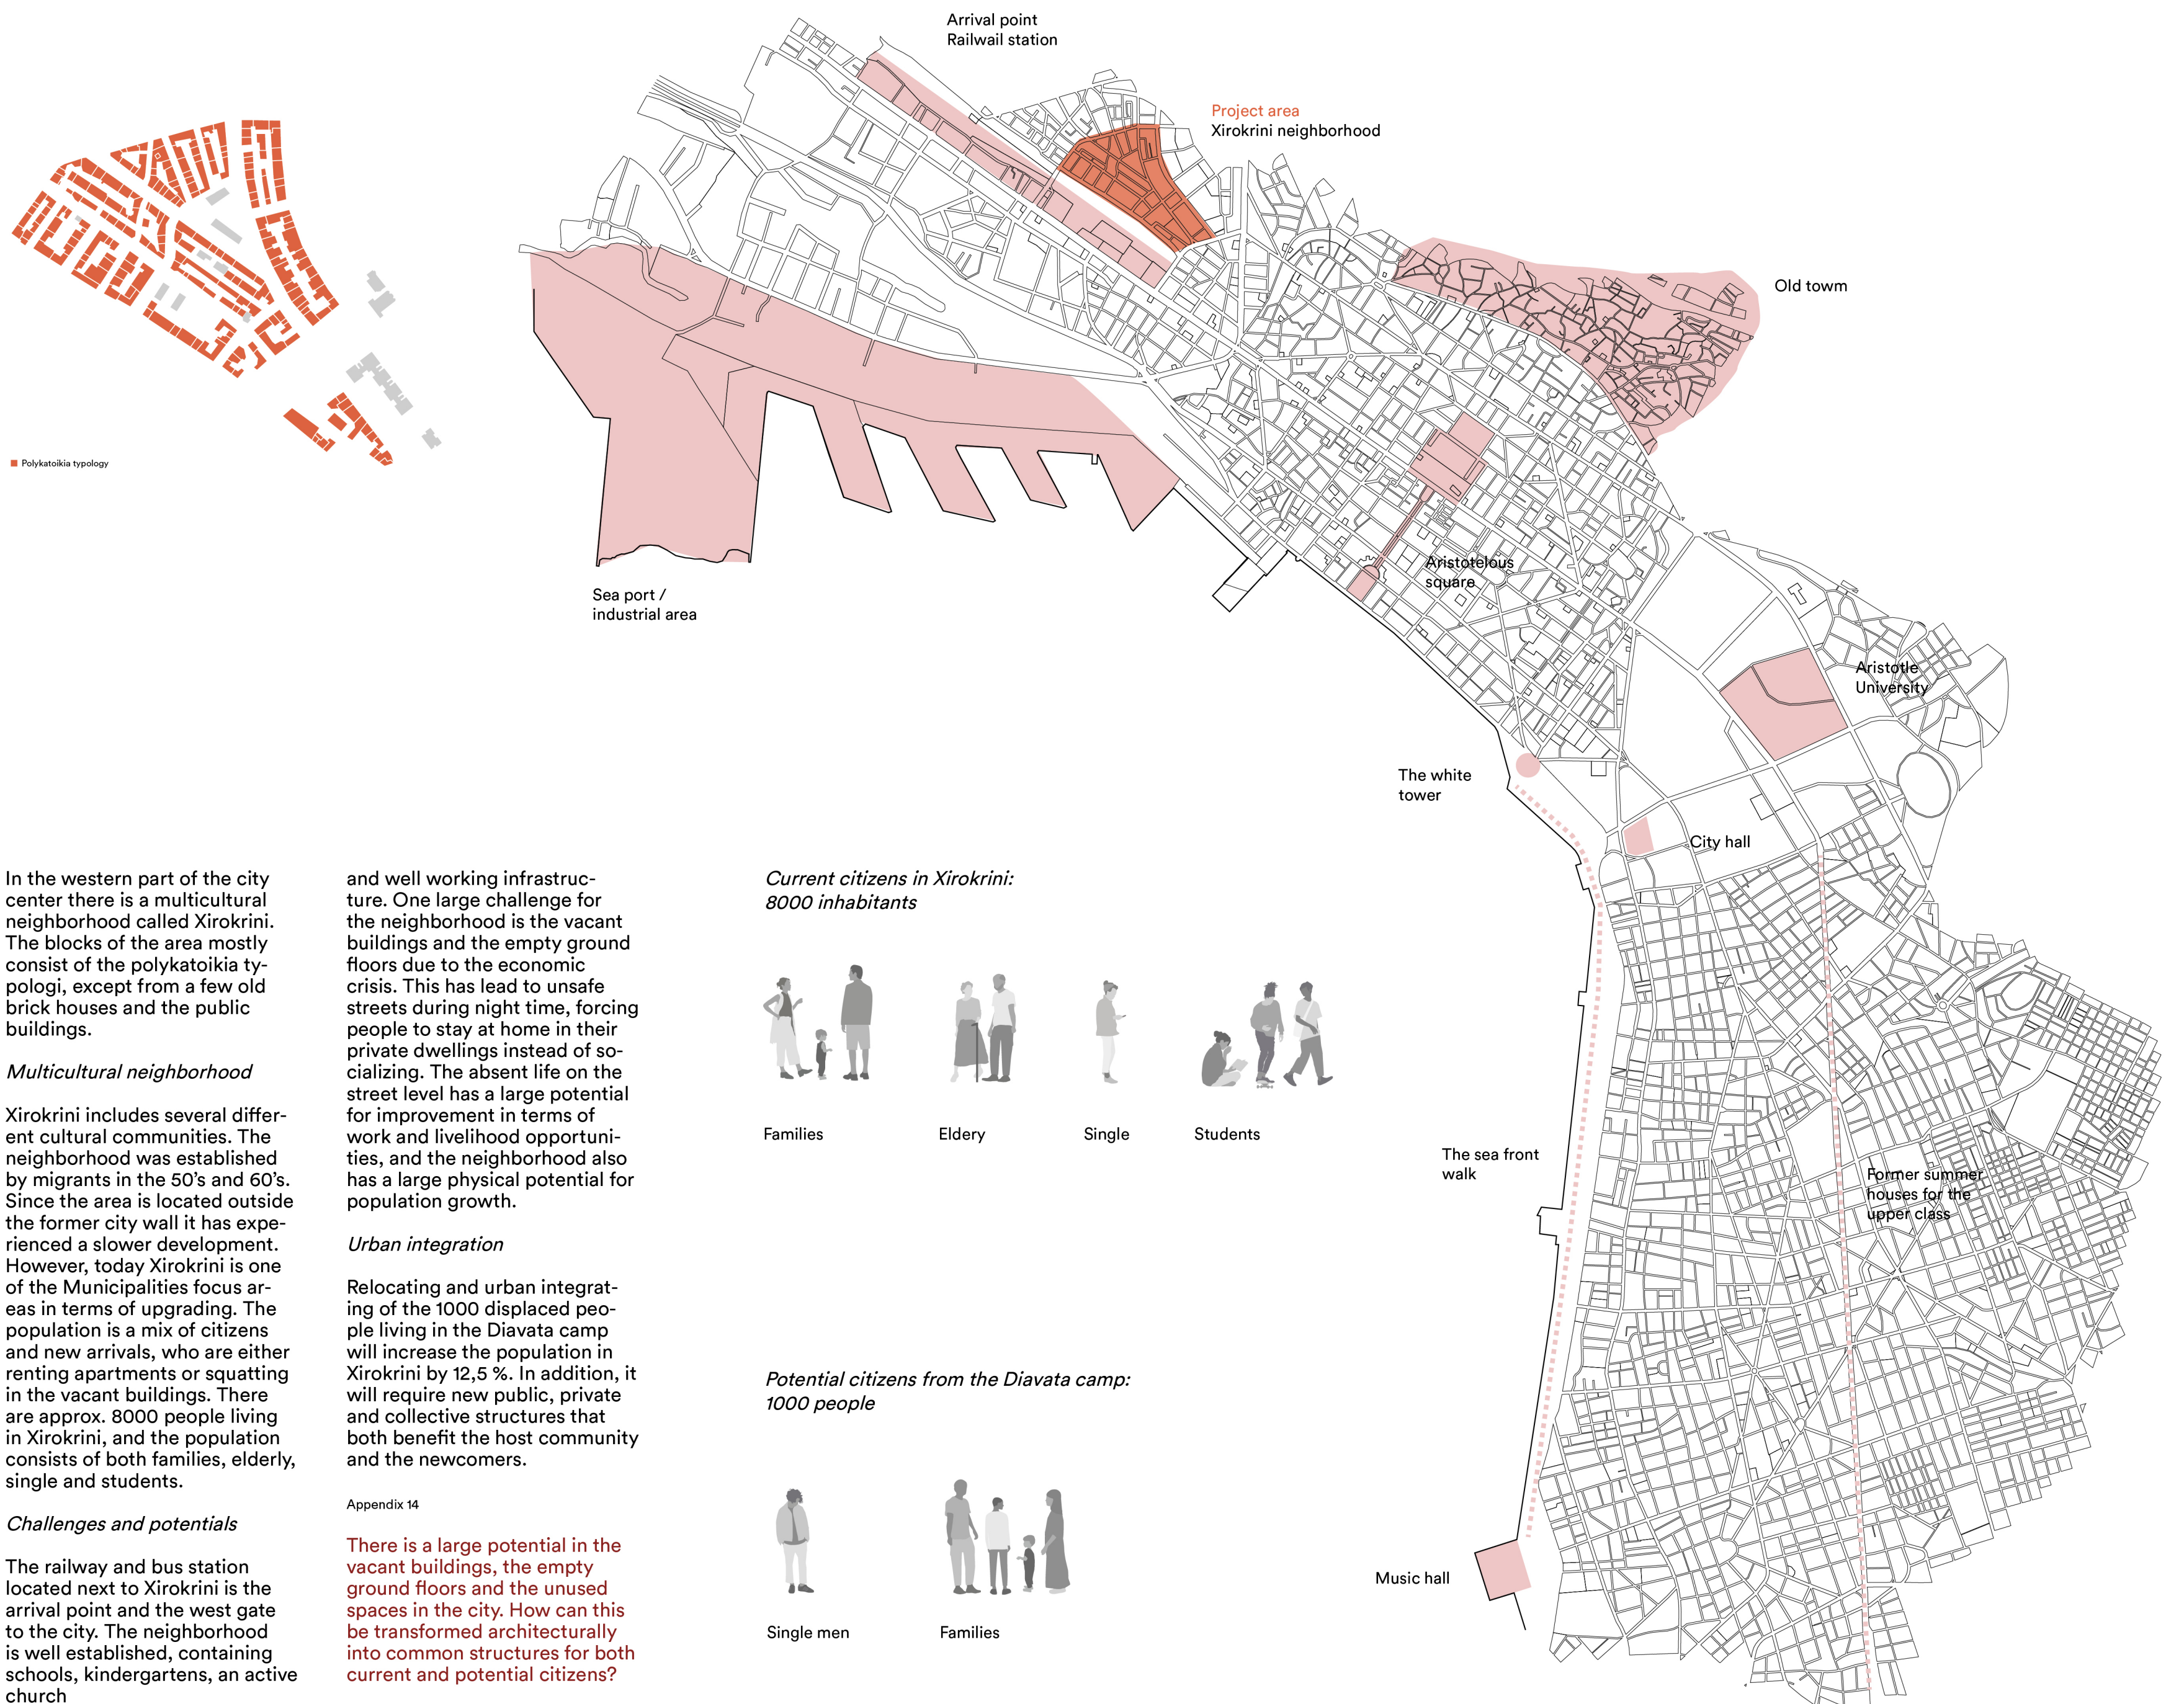 Arrival point
Railwail station
Project area
Xirokrini neighborhood
Old towm
Polykatoikia typology
Sea port /
industrial area
Aristotelous
square
Aristotle
University
The white
tower
City hall
The sea front
walk
Former summer
houses for the
upper class
Music hall
In the western part of the city
center there is a multicultural
neighborhood called Xirokrini.
The blocks of the area mostly
consist of the polykatoikia ty-
pologi, except from a few old
brick houses and the public
buildings.
Multicultural neighborhood
Xirokrini includes several differ-
ent cultural communities. The
neighborhood was established
by migrants in the 50’s and 60’s.
Since the area is located outside
the former city wall it has expe-
rienced a slower development.
However, today Xirokrini is one
of the Municipalities focus ar-
eas in terms of upgrading. The
population is a mix of citizens
and new arrivals, who are either
renting apartments or squatting
in the vacant buildings. There
are approx. 8000 people living
in Xirokrini, and the population
consists of both families, elderly,
single and students.
Challenges and potentials
The railway and bus station
located next to Xirokrini is the
arrival point and the west gate
to the city. The neighborhood
is well established, containing
schools, kindergartens, an active
church
and well working infrastruc-
ture. One large challenge for
the neighborhood is the vacant
buildings and the empty ground
floors due to the economic
crisis. This has lead to unsafe
streets during night time, forcing
people to stay at home in their
private dwellings instead of so-
cializing. The absent life on the
street level has a large potential
for improvement in terms of
work and livelihood opportuni-
ties, and the neighborhood also
has a large physical potential for
population growth.
Urban integration
Relocating and urban integrat-
ing of the 1000 displaced peo-
ple living in the Diavata camp
will increase the population in
Xirokrini by 12,5 %. In addition, it
will require new public, private
and collective structures that
both benefit the host community
and the newcomers.
Appendix 14
There is a large potential in the
vacant buildings, the empty
ground floors and the unused
spaces in the city. How can this
be transformed architecturally
into common structures for both
current and potential citizens?
Current citizens in Xirokrini:
8000 inhabitants
Families
Eldery
Single
Students
Potential citizens from the Diavata camp:
1000 people
Single men
Families